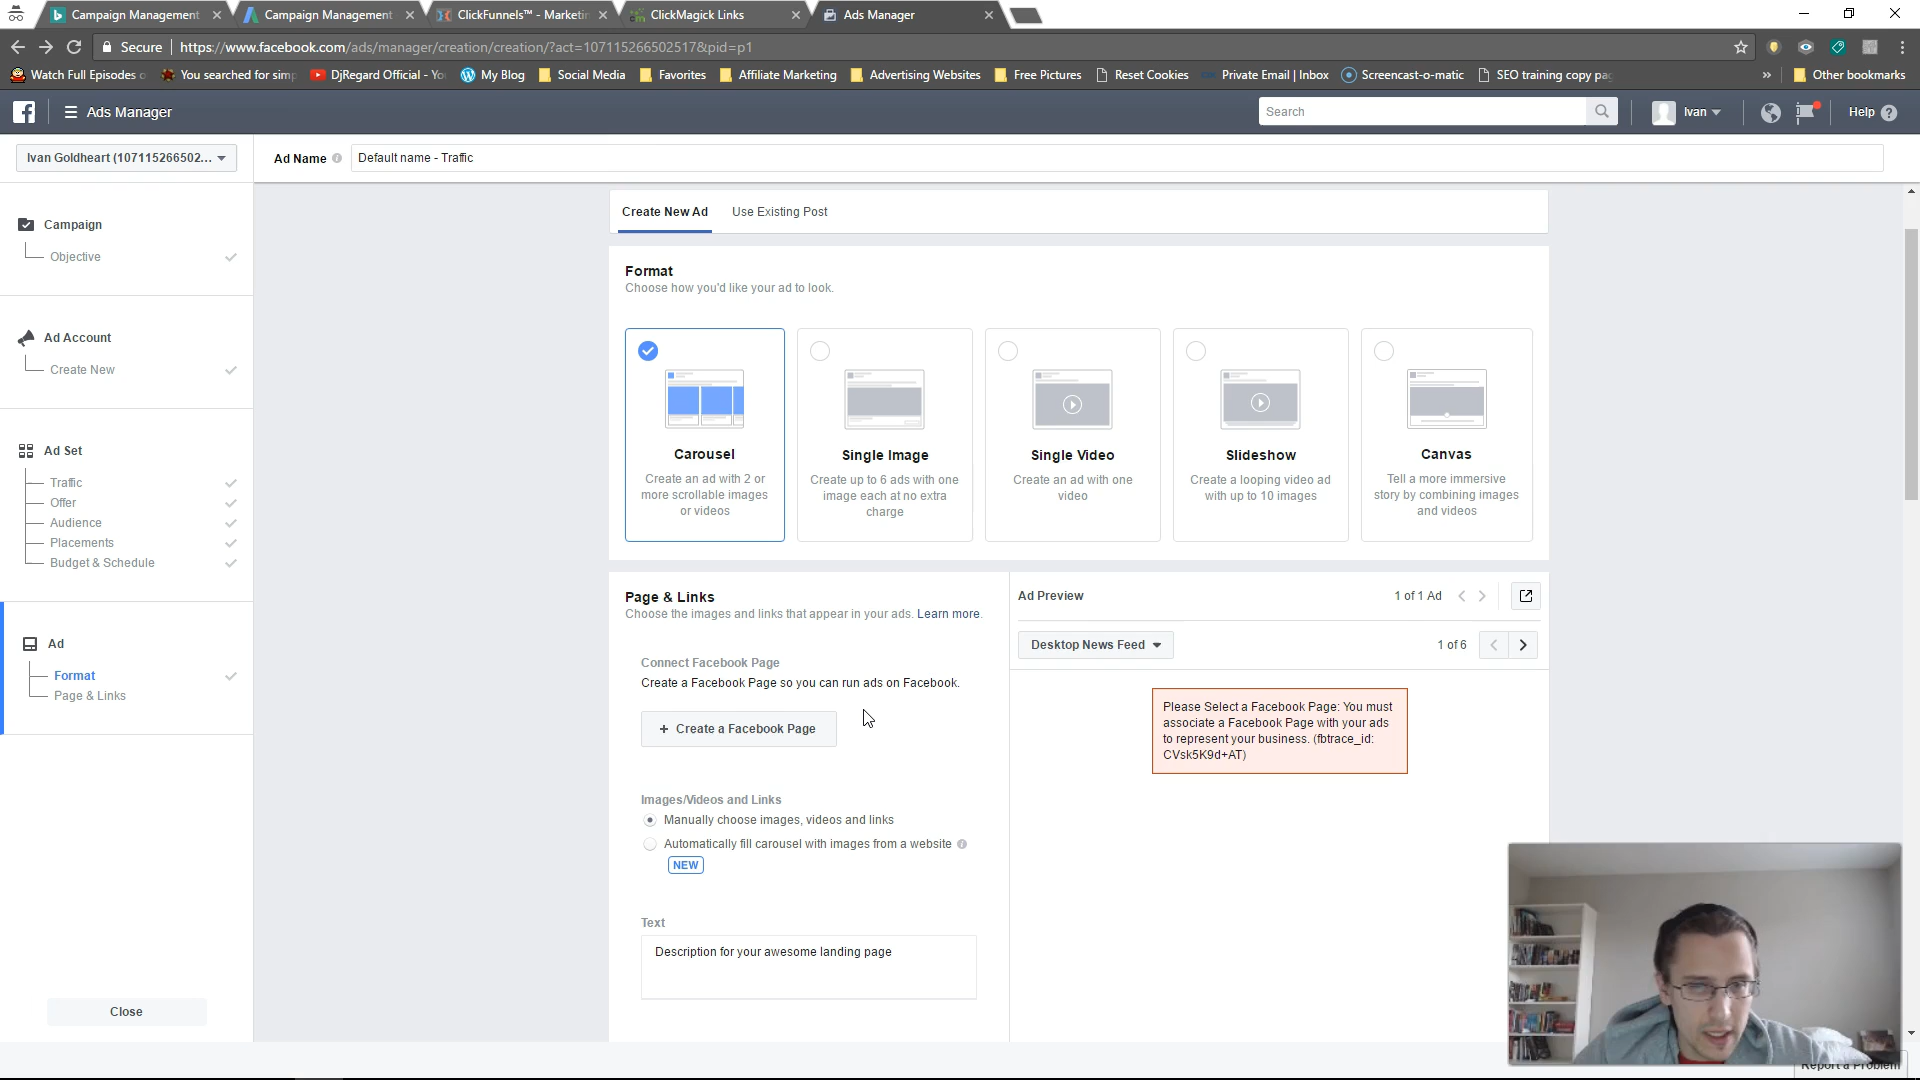 Campaign Management
Campaign Management
ClickFunnels™ - Marketin
ClickMagick Links
Ads Manager
Secure
https://www.facebook.com/ads/manager/creation/creation/?act=107115266502517&pid=p1
Watch Full Episodes o
You searched for simp
DjRegard Official - Yo
My Blog
Social Media
Favorites
Affiliate Marketing
Advertising Websites
Free Pictures
Reset Cookies
Private Email | Inbox
Screencast-o-matic
SEO training copy pag
»
Other bookmarks
Ads Manager
Search
Ivan
Help
Ivan Goldheart (107115266502...
Ad Name
Default name - Traffic
Campaign
Objective
Ad Account
Create New
Ad Set
Traffic
Offer
Audience
Placements
Budget & Schedule
Ad
Format
Page & Links
Close
Create New Ad
Use Existing Post
Format
Choose how you'd like your ad to look.
Carousel
Create an ad with 2 or
more scrollable images
or videos
Single Image
Create up to 6 ads with one
image each at no extra
charge
Single Video
Create an ad with one
video
Slideshow
Create a looping video ad
with up to 10 images
Canvas
Tell a more immersive
story by combining images
and videos
Page & Links
Choose the images and links that appear in your ads. Learn more.
Connect Facebook Page
Create a Facebook Page so you can run ads on Facebook.
+ Create a Facebook Page
Images/Videos and Links
Manually choose images, videos and links
Automatically fill carousel with images from a website
NEW
Text
Description for your awesome landing page
Ad Preview
1 of 1 Ad
Desktop News Feed
1 of 6
Please Select a Facebook Page: You must
associate a Facebook Page with your ads
to represent your business. (fbtrace_id:
CVsk5K9d+AT)
Report a Problem